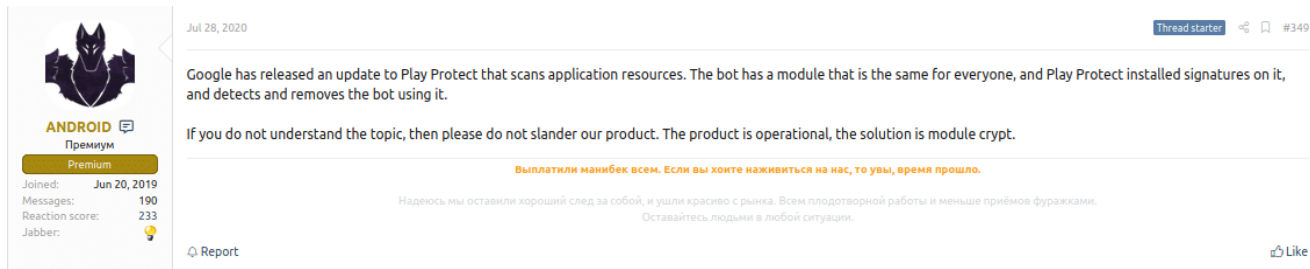 Jul 28, 2020
Thread starter
#349
Google has released an update to Play Protect that scans application resources. The bot has a module that is the same for everyone, and Play Protect installed signatures on it,
and detects and removes the bot using it.
If you do not understand the topic, then please do not slander our product. The product is operational, the solution is module crypt.
ANDROID
Премиум
Premium
Joined: Jun 20, 2019
Messages: 190
Reaction score: 233
Jabber:
Выплатили манибек всем. Если вы хоите наживиться на нас, то увы, время прошло.
Надеюсь мы оставили хороший след за собой, и ушли красиво с рынка. Всем плодотворной работы и меньше приёмов фуражками.
Оставайтесь людьми в любой ситуации.
Report
Like